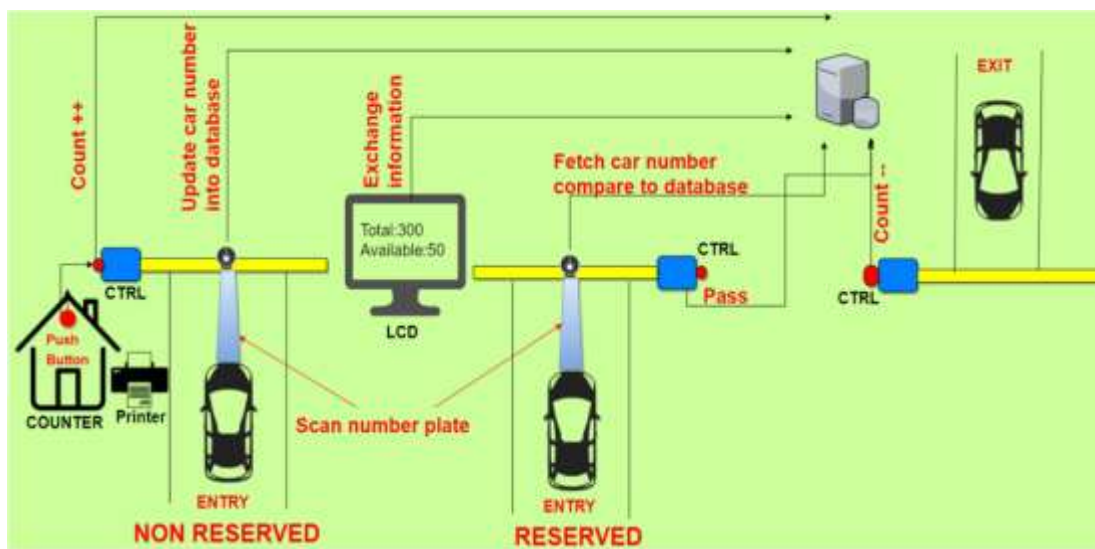 Count ++
Update car number
into database
Exchange
information
Total:300
Available:50
LCD
Fetch car number
compare to database
EXIT
Count --
CTRL
CTRL
Pass
CTRL
Push
Button
COUNTER
Printer
Scan number plate
ENTRY
NON RESERVED
ENTRY
RESERVED